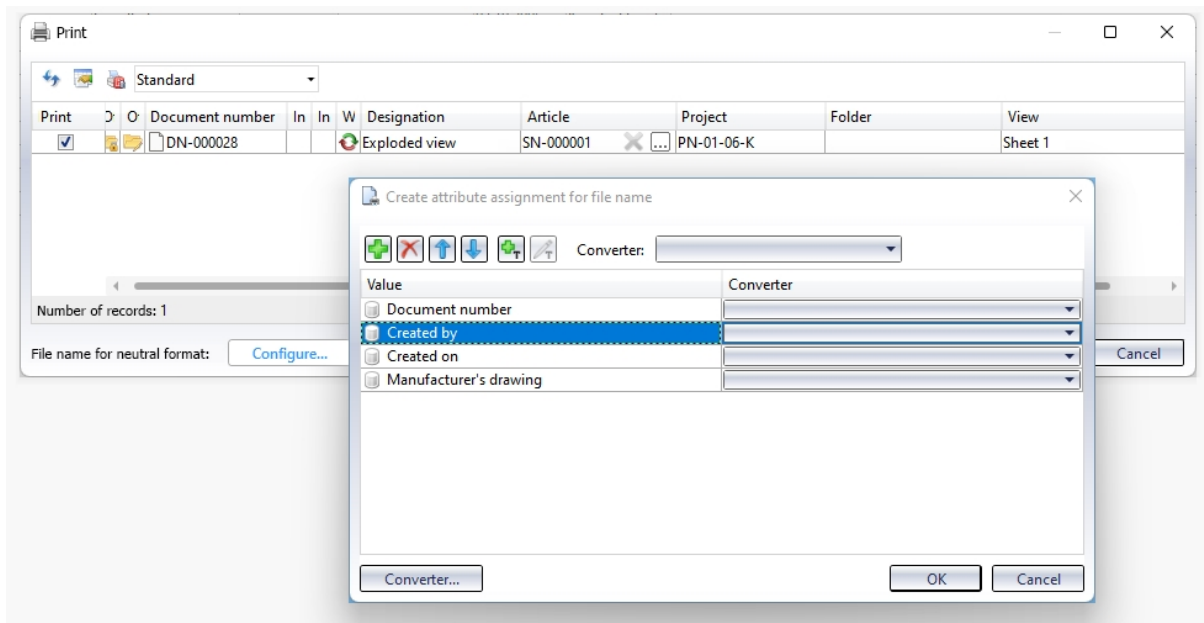 Print
Standard
Print O O Document number In In W Designation Article Project Folder View
DN-000028 Exploded view SN-000001 ... PN-01-06-K Sheet 1
Create attribute assignment for file name
Converter:
Value Converter
Number of records: 1
Document number
Created by
File name for neutral format: Configure... Cancel
Created on
Manufacturer's drawing
Converter... OK Cancel